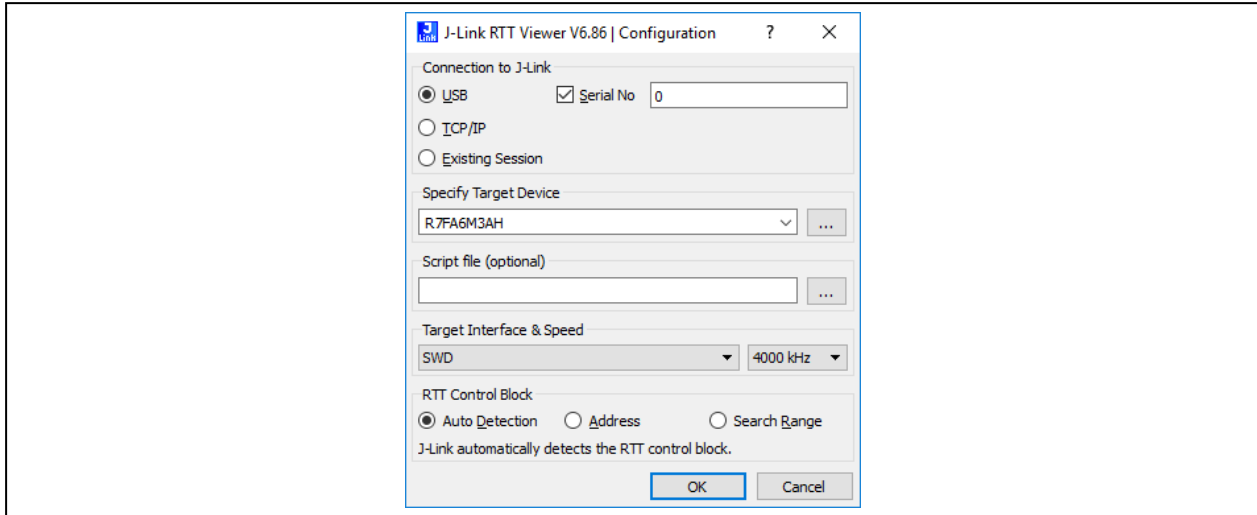 J-Link RTT Viewer V6.86 | Configuration ?
Connection to J-Link
USB Serial No 0
TCP/IP
Existing Session
Specify Target Device
R7FA6M3AH ...
Script file (optional)
...
Target Interface & Speed
SWD 4000 kHz
RTT Control Block
Auto Detection Address Search Range
J-Link automatically detects the RTT control block.
OK Cancel